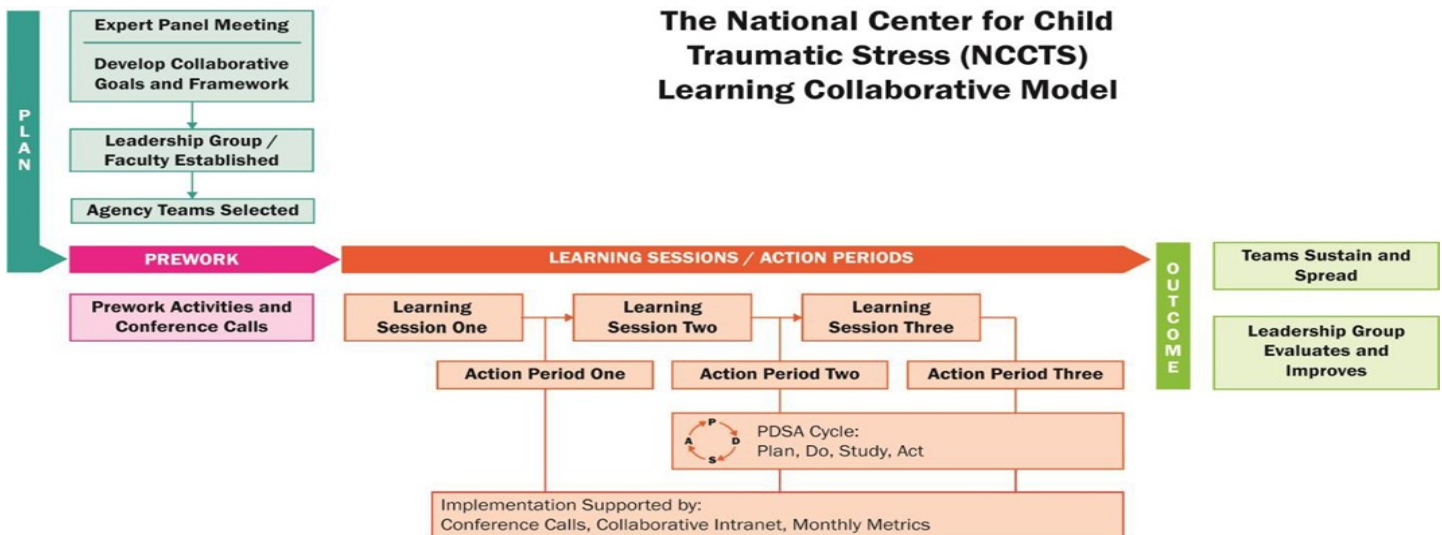 The National Center for Child
Traumatic Stress (NCCTS)
Learning Collaborative Model
PLAN
Expert Panel Meeting
Develop Collaborative
Goals and Framework
Leadership Group /
Faculty Established
Agency Teams Selected
PREWORK
LEARNING SESSIONS / ACTION PERIODS
OUTCOME
Prework Activities and
Conference Calls
Learning
Session One
Learning
Session Two
Learning
Session Three
Action Period One
Action Period Two
Action Period Three
P
D
S
A
PDSA Cycle:
Plan, Do, Study, Act
Implementation Supported by:
Conference Calls, Collaborative Intranet, Monthly Metrics
Teams Sustain and
Spread
Leadership Group
Evaluates and
Improves